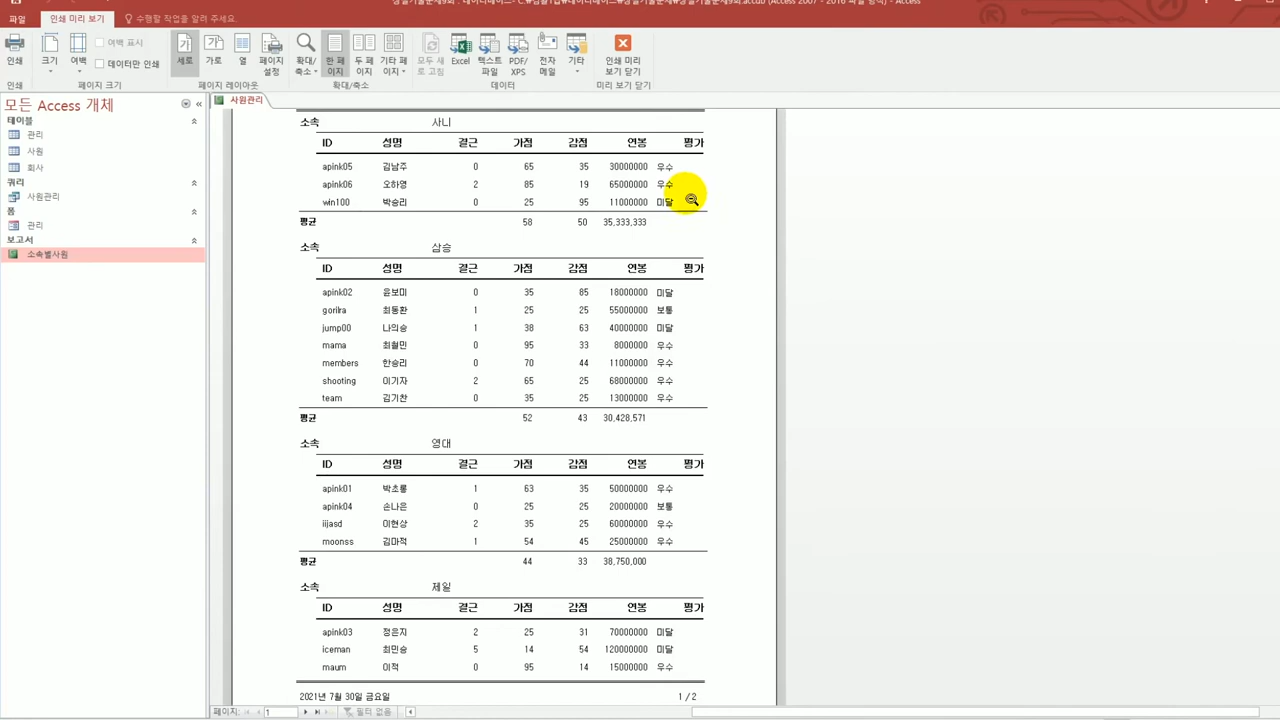 파일 인쇄 미리 보기 수행할 작업을 알려 주세요.
인쇄 크기 여백 여백 표시 데이터만 인쇄 세로 가로 열 페이지 설정 확대/축소 한 페이지 두 페이지 기타 페이지 모두 새로 고침 Excel 텍스트 파일 PDF/XPS 전자 메일 기타 인쇄 미리 보기 닫기
인쇄 페이지 크기 페이지 레이아웃 확대/축소 데이터 미리 보기 닫기
모든 Access 개체
테이블
관리
사원
회사
쿼리
사원관리
폼
관리
보고서
소속별사원
사원관리
소속 사니
ID 성명 결근 가점 감점 연봉 평가
apink05 김남주 0 65 35 30000000 우수
apink06 오하영 2 85 19 65000000 우수
win100 박승리 0 25 95 11000000 미달
평균 58 50 35,333,333
소속 삼승
ID 성명 결근 가점 감점 연봉 평가
apink02 윤보미 0 35 85 18000000 미달
gorilra 최동환 1 25 25 55000000 보통
jump00 나의승 1 38 63 40000000 미달
mama 최철민 0 95 33 8000000 우수
members 한승리 0 70 44 11000000 우수
shooting 이기자 2 65 25 68000000 우수
team 김기찬 0 35 25 13000000 우수
평균 52 43 30,428,571
소속 영대
ID 성명 결근 가점 감점 연봉 평가
apink01 박초롱 1 63 35 50000000 우수
apink04 손나은 0 25 25 20000000 보통
iijasd 이현상 2 35 25 60000000 우수
moonss 김마적 1 54 45 25000000 우수
평균 44 33 38,750,000
소속 제일
ID 성명 결근 가점 감점 연봉 평가
apink03 정은지 2 25 31 70000000 미달
iceman 최민승 5 14 54 120000000 미달
maum 이적 0 95 14 15000000 우수
2021년 7월 30일 금요일 1 / 2
페이지: 1 필터 없음